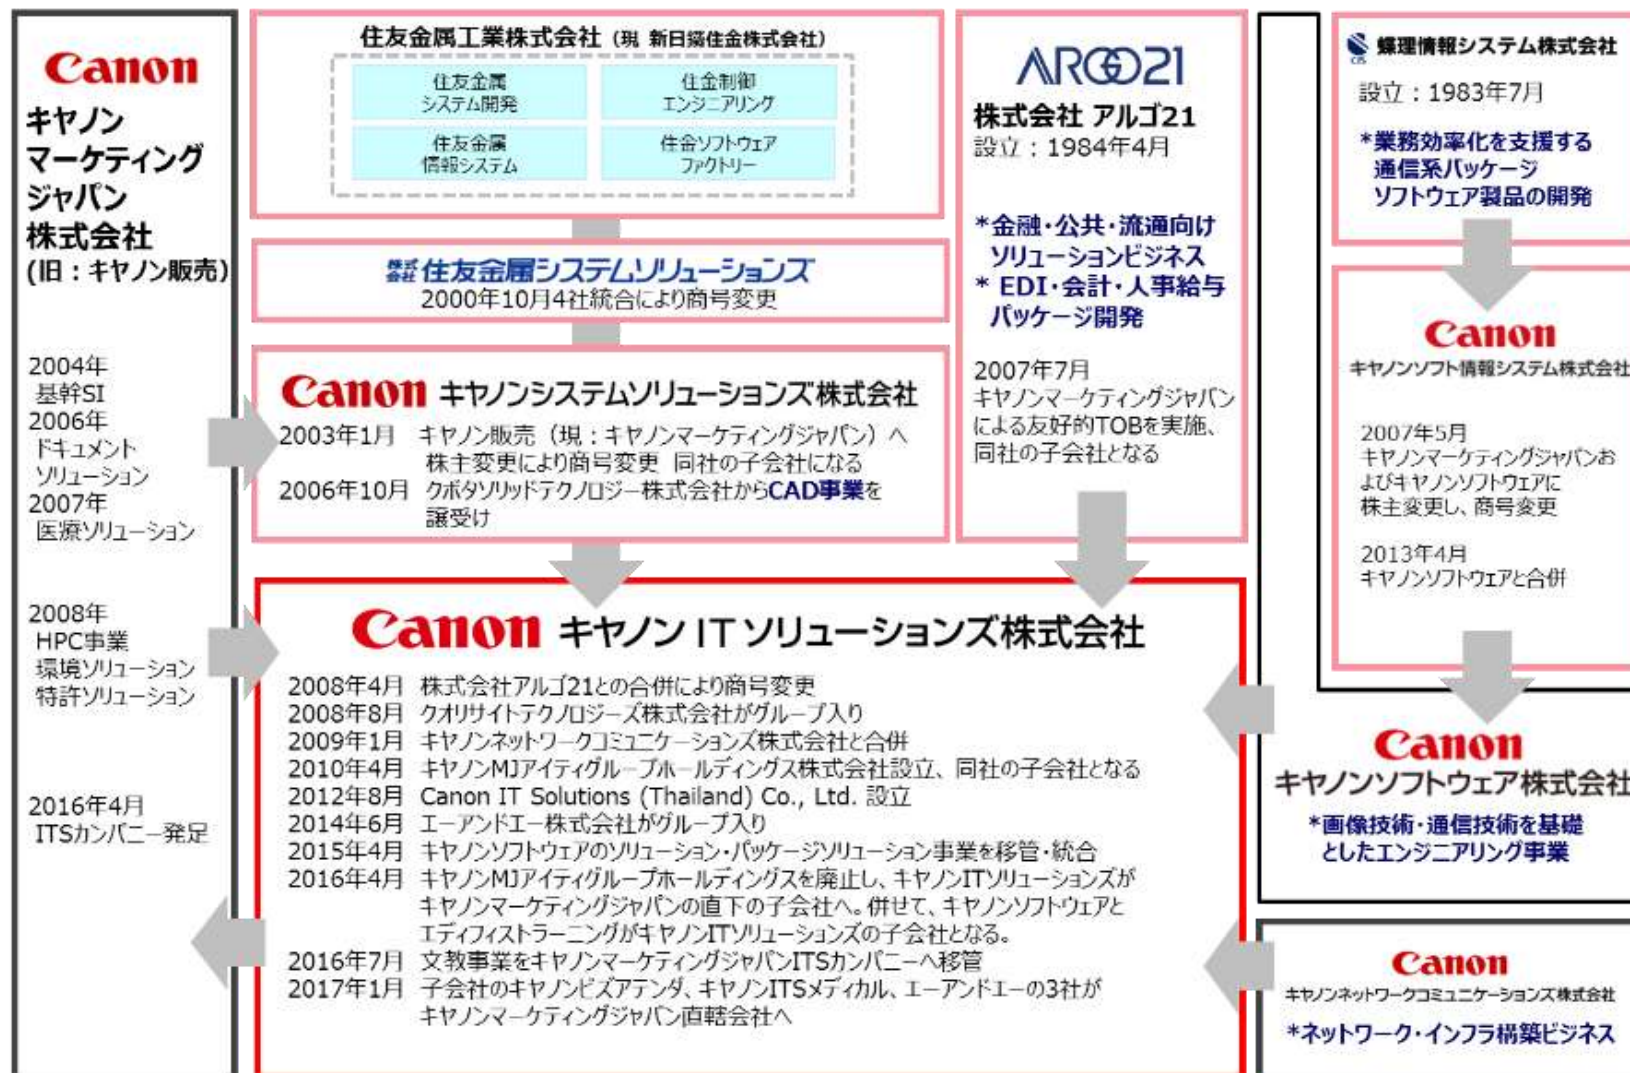 Canon
キヤノン
マーケティング
ジャパン
株式会社
(旧：キヤノン販売)
2004年
基幹SI
2006年
ドキュメント
ソリューション
2007年
医療ソリューション
2008年
HPC事業
環境ソリューション
特許ソリューション
2016年4月
ITSカンパニー発足
住友金属工業株式会社（現 新日鐵住金株式会社）
住友金属
システム開発
住金制御
エンジニアリング
住友金属
情報システム
住金ソフトウェア
ファクトリー
株式会社 住友金属システムソリューションズ
2000年10月4社統合により商号変更
Canon キヤノンシステムソリューションズ株式会社
2003年1月 キヤノン販売（現：キヤノンマーケティングジャパン）へ
株主変更により商号変更 同社の子会社になる
2006年10月 クボタソリッドテクノロジー株式会社からCAD事業を
譲受け
ARGO21
株式会社 アルゴ21
設立：1984年4月
*金融・公共・流通向け
ソリューションビジネス
* EDI・会計・人事給与
パッケージ開発
2007年7月
キヤノンマーケティングジャパン
による友好的TOBを実施、
同社の子会社となる
CIS 蝶理情報システム株式会社
設立：1983年7月
*業務効率化を支援する
通信系パッケージ
ソフトウェア製品の開発
Canon
キヤノンソフト情報システム株式会社
2007年5月
キヤノンマーケティングジャパンお
よびキヤノンソフトウェアに
株主変更し、商号変更
2013年4月
キヤノンソフトウェアと合併
Canon キヤノン IT ソリューションズ株式会社
2008年4月 株式会社アルゴ21との合併により商号変更
2008年8月 クオリサイトテクノロジーズ株式会社がグループ入り
2009年1月 キヤノンネットワークコミュニケーションズ株式会社と合併
2010年4月 キヤノンMJアイティグループホールディングス株式会社設立、同社の子会社となる
2012年8月 Canon IT Solutions (Thailand) Co., Ltd. 設立
2014年6月 エーアンドエー株式会社がグループ入り
2015年4月 キヤノンソフトウェアのソリューション・パッケージソリューション事業を移管・統合
2016年4月 キヤノンMJアイティグループホールディングスを廃止し、キヤノンITソリューションズが
キヤノンマーケティングジャパンの直下の子会社へ。併せて、キヤノンソフトウェアと
エディフィストラーニングがキヤノンITソリューションズの子会社となる。
2016年7月 文教事業をキヤノンマーケティングジャパンITSカンパニーへ移管
2017年1月 子会社のキヤノンビズアテンダ、キヤノンITSメディカル、エーアンドエーの3社が
キヤノンマーケティングジャパン直轄会社へ
Canon
キヤノンソフトウェア株式会社
*画像技術・通信技術を基礎
としたエンジニアリング事業
Canon
キヤノンネットワークコミュニケーションズ株式会社
*ネットワーク・インフラ構築ビジネス